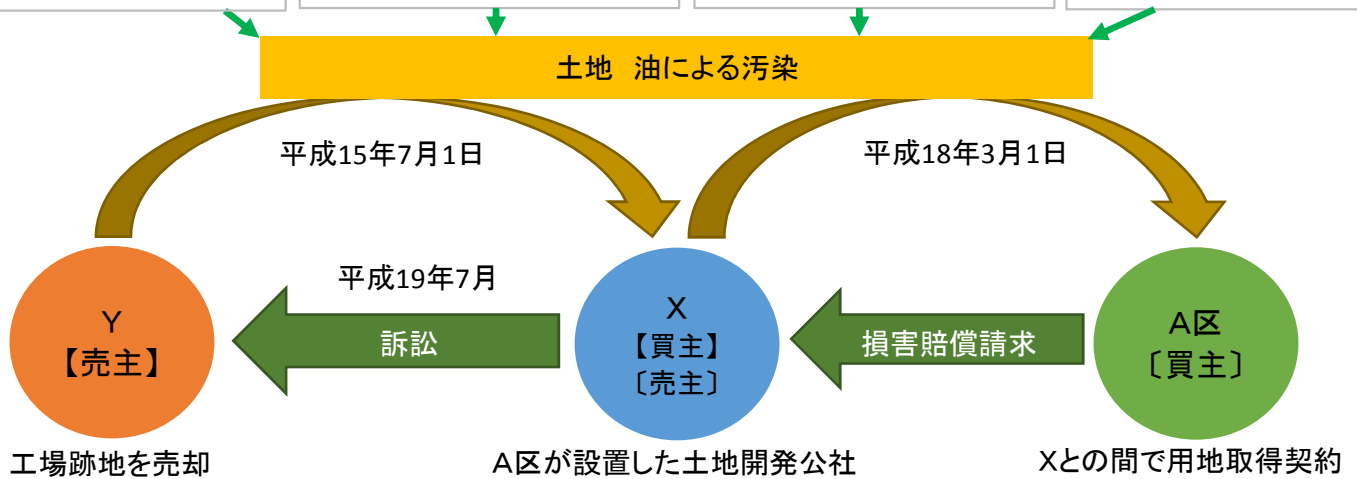 土地　油による汚染
平成15年7月1日
平成18年3月1日
平成19年7月
Y
【売主】
訴訟
X
【買主】
〔売主〕
損害賠償請求
A区
〔買主〕
工場跡地を売却
A区が設置した土地開発公社
Xとの間で用地取得契約